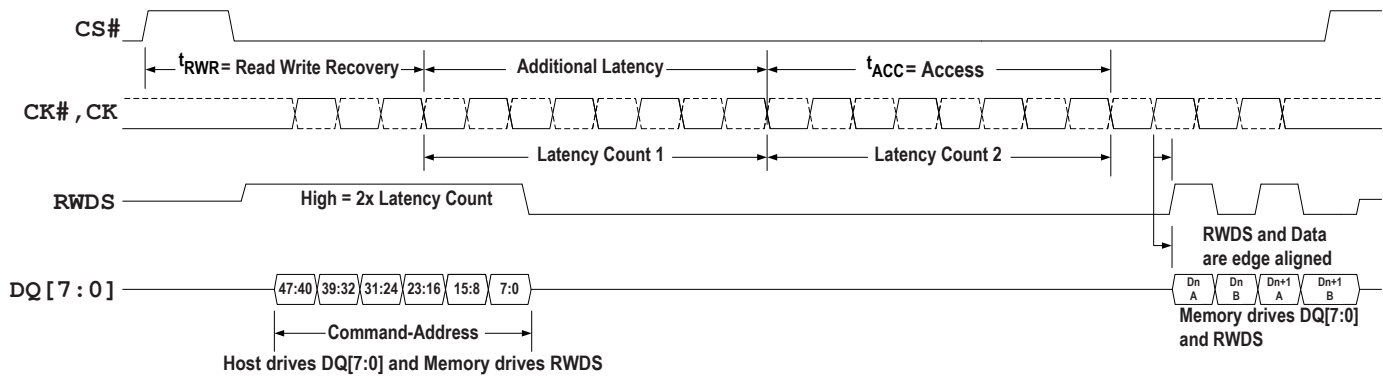 CS#
tRWR= Read Write Recovery
Additional Latency
tACC= Access
CK#,CK
Latency Count 1
Latency Count 2
RWDS
High = 2x Latency Count
RWDS and Data
are edge aligned
DQ[7:0]
47:40 39:32 31:24 23:16 15:8 7:0
Dn A
Dn B
Dn+1 A
Dn+1 B
Command-Address
Memory drives DQ[7:0]
and RWDS
Host drives DQ[7:0] and Memory drives RWDS